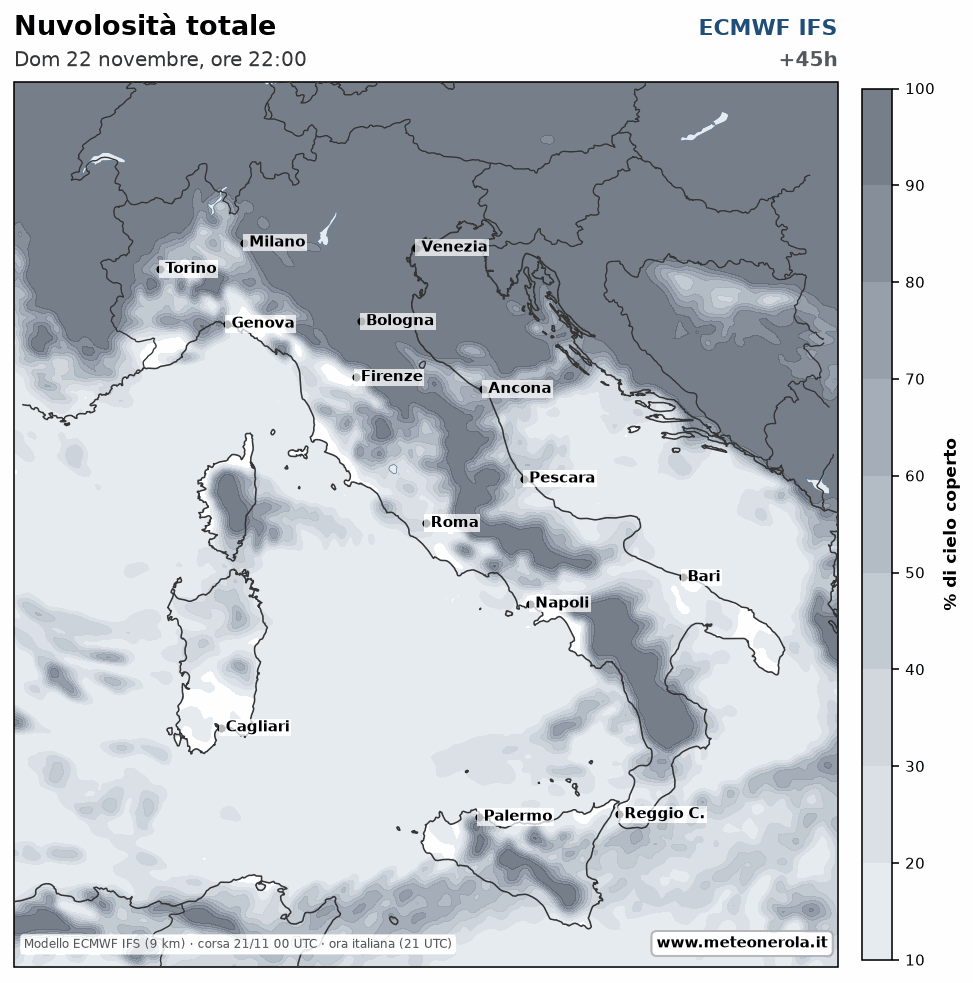 Nuvolosità totale
ECMWF IFS
Dom 22 novembre, ore 22:00
+45h
Milano
Venezia
Torino
Genova
Bologna
Firenze
Ancona
Pescara
Roma
Bari
Napoli
Cagliari
Palermo
Reggio C.
100
90
80
70
60
50
40
30
20
10
% di cielo coperto
Modello ECMWF IFS (9 km) · corsa 21/11 00 UTC · ora italiana (21 UTC)
www.meteonerola.it